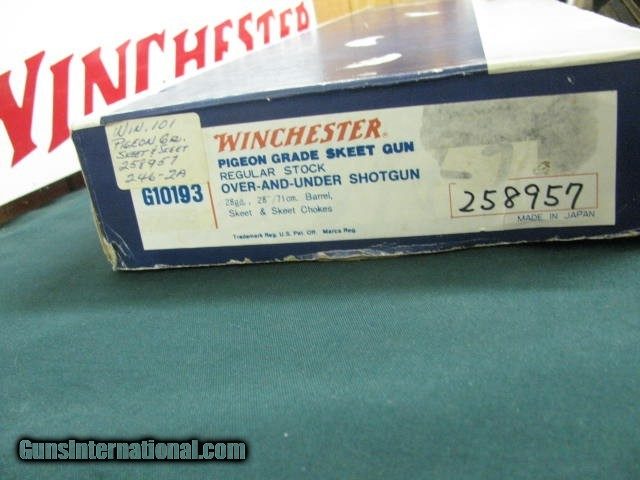 WINCHESTER
WIN. 101
PIGEON GR.
SKEET & SKEET
258957
246-2A
G10193
WINCHESTER®
PIGEON GRADE SKEET GUN
REGULAR STOCK
OVER-AND-UNDER SHOTGUN
28ga., 28"/71cm. Barrel,
Skeet & Skeet Chokes
Trademark Reg. U.S. Pat. Off. Marca Reg.
258957
MADE IN JAPAN
GunsInternational.com